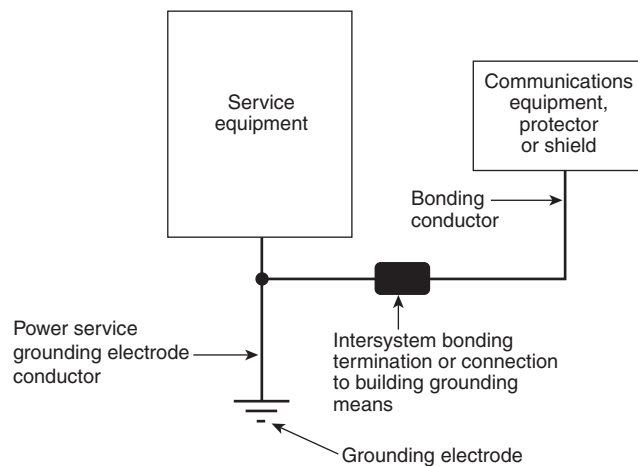 Service
equipment
Communications
equipment,
protector
or shield
Bonding
conductor
Power service
grounding electrode
conductor
Intersystem bonding
termination or connection
to building grounding
means
Grounding electrode